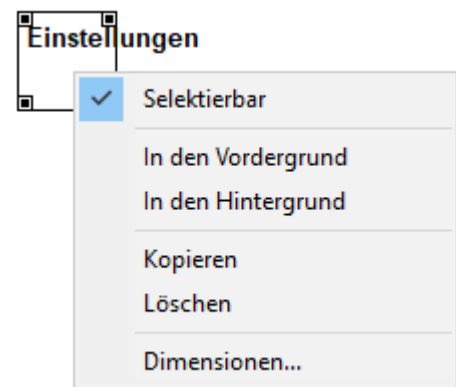 Einstellungen
Selektierbar
In den Vordergrund
In den Hintergrund
Kopieren
Löschen
Dimensionen...